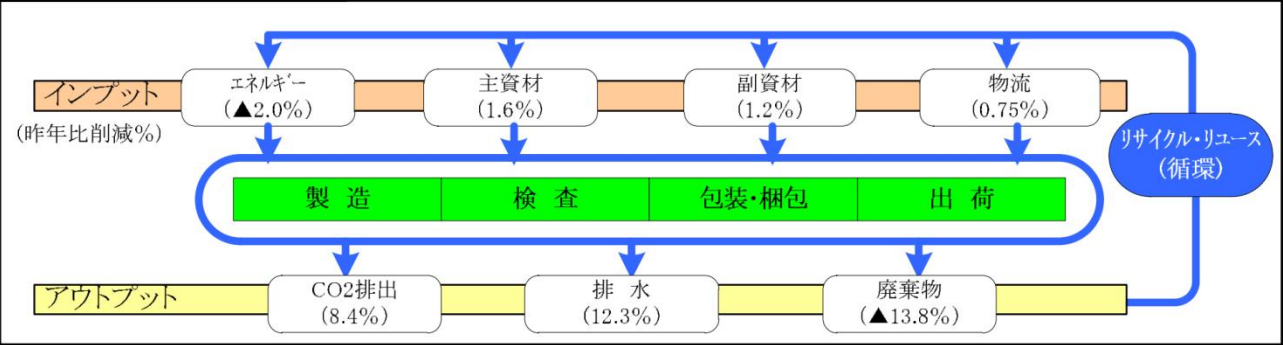 インプット
(昨年比削減%)
エネルギー
(▲2.0%)
主資材
(1.6%)
副資材
(1.2%)
物流
(0.75%)
リサイクル・リユース
(循環)
製 造
検 査
包装・梱包
出 荷
アウトプット
CO2排出
(8.4%)
排 水
(12.3%)
廃棄物
(▲13.8%)